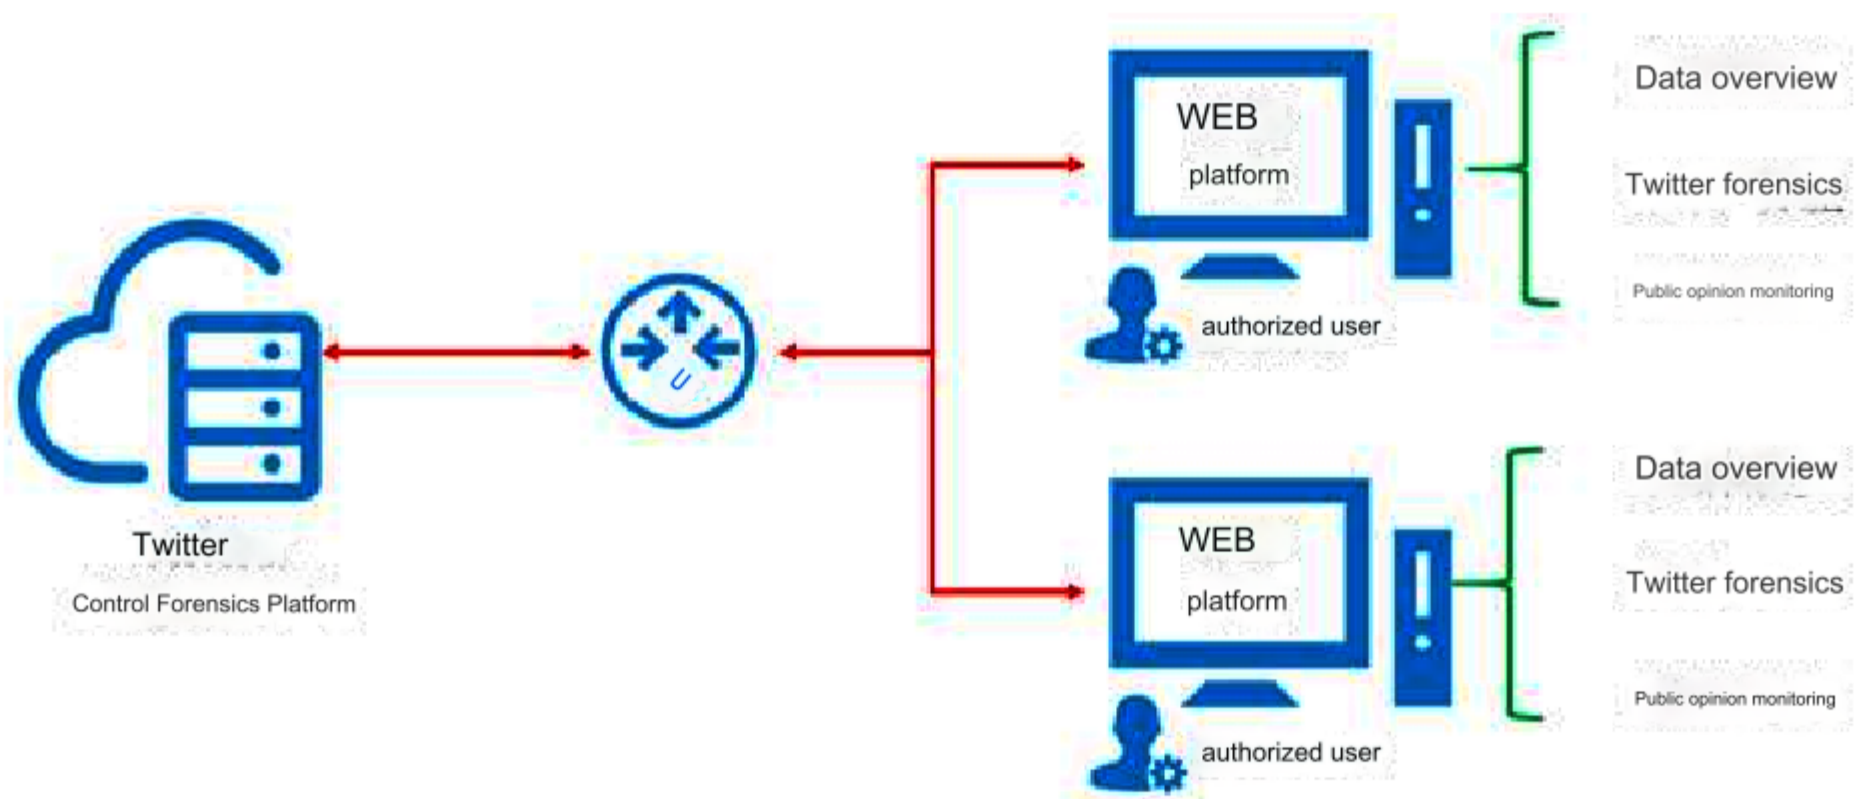 Twitter
Control Forensics Platform
WEB
platform
authorized user
Data overview
Twitter forensics
Public opinion monitoring
WEB
platform
authorized user
Data overview
Twitter forensics
Public opinion monitoring